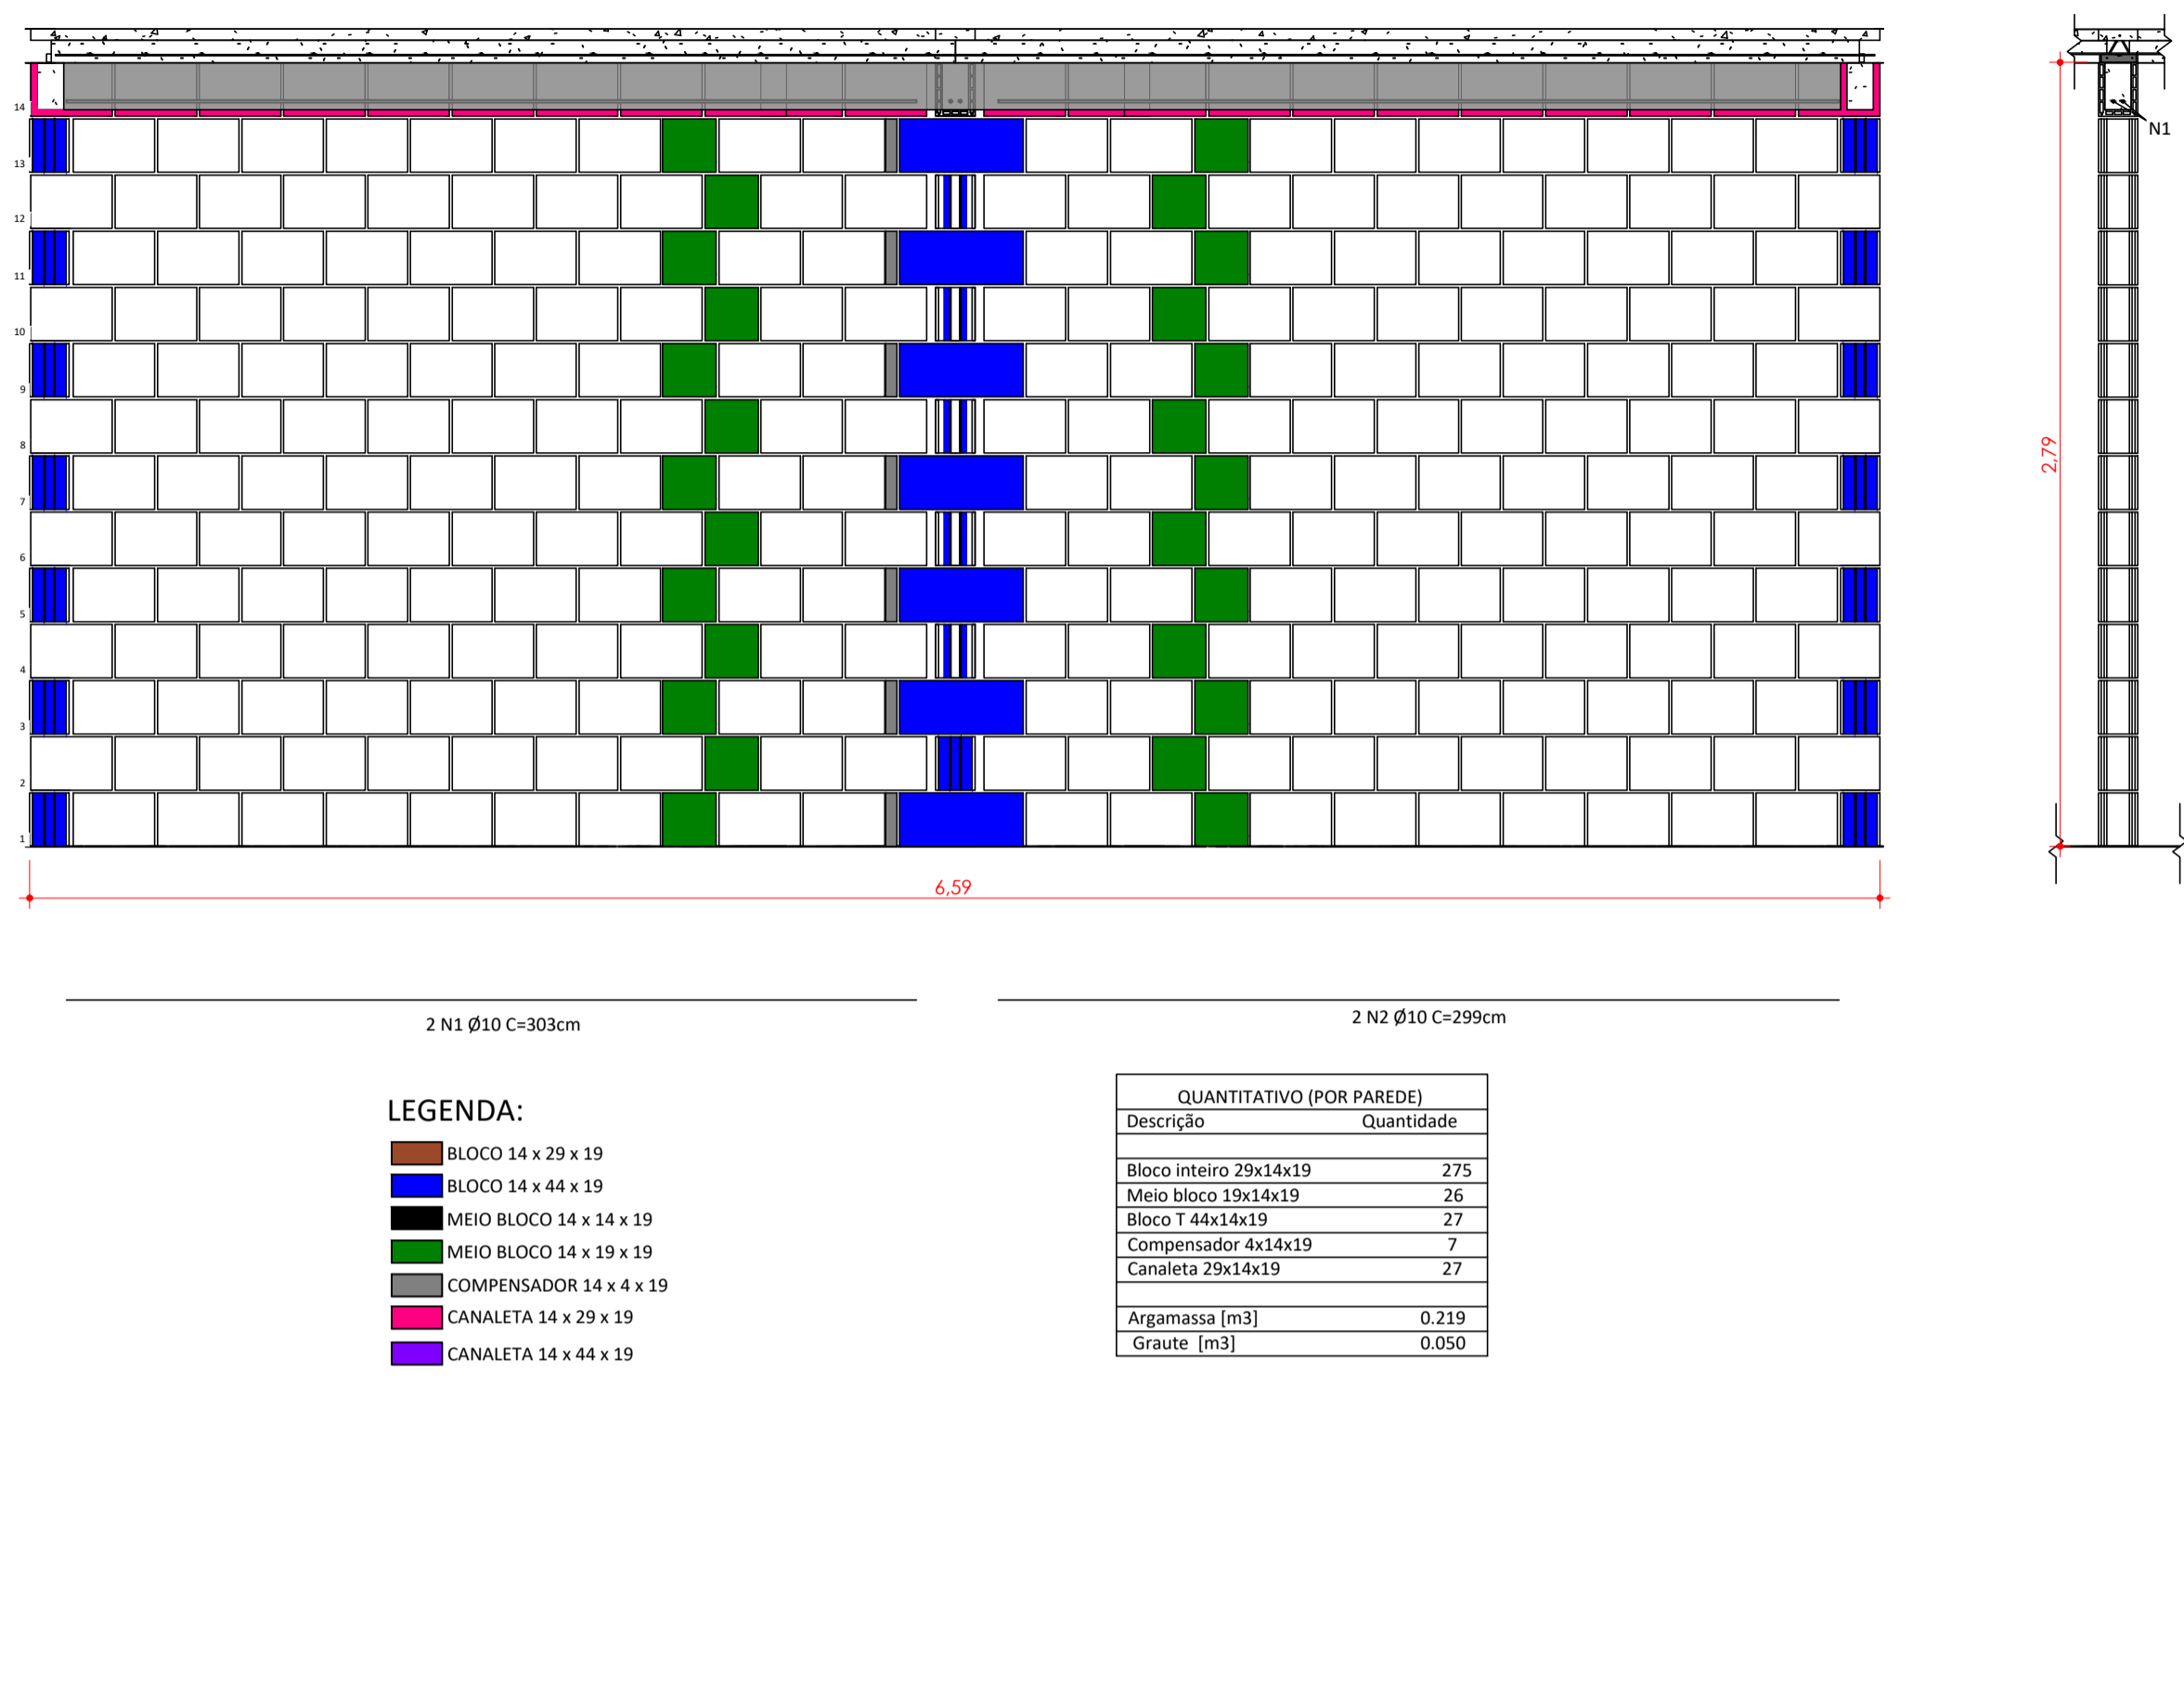 14
13
N1
12
11
10
9
8
2,79
7
6
5
4
3
2
1
6,59
2 N1 Ø10 C=303cm
2 N2 Ø10 C=299cm
LEGENDA:
BLOCO 14 x 29 x 19
BLOCO 14 x 44 x 19
MEIO BLOCO 14 x 14 x 19
MEIO BLOCO 14 x 19 x 19
COMPENSADOR 14 x 4 x 19
CANALETA 14 x 29 x 19
CANALETA 14 x 44 x 19
QUANTITATIVO (POR PAREDE)
Descrição Quantidade
Bloco inteiro 29x14x19 275
Meio bloco 19x14x19 26
Bloco T 44x14x19 27
Compensador 4x14x19 7
Canaleta 29x14x19 27
Argamassa [m3] 0.219
Graute [m3] 0.050